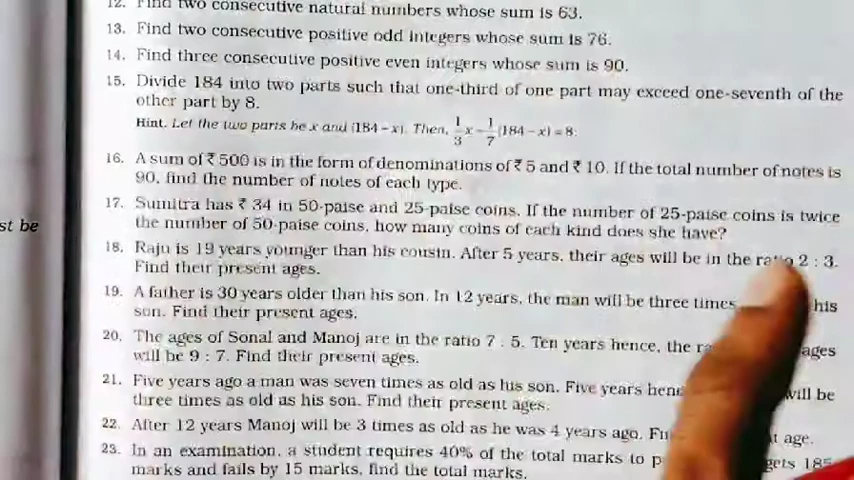 12. Find two consecutive natural numbers whose sum is 63.
13. Find two consecutive positive odd integers whose sum is 76.
14. Find three consecutive positive even integers whose sum is 90.
15. Divide 184 into two parts such that one-third of one part may exceed one-seventh of the
other part by 8.
Hint. Let the two parts be x and (184 – x). Then, 1/3 x – 1/7 (184 – x) = 8.
16. A sum of ₹ 500 is in the form of denominations of ₹ 5 and ₹ 10. If the total number of notes is
90, find the number of notes of each type.
17. Sumitra has ₹ 34 in 50-paise and 25-paise coins. If the number of 25-paise coins is twice
the number of 50-paise coins, how many coins of each kind does she have?
st be
18. Raju is 19 years younger than his cousin. After 5 years, their ages will be in the ratio 2 : 3.
Find their present ages.
19. A father is 30 years older than his son. In 12 years, the man will be three times his
son. Find their present ages.
20. The ages of Sonal and Manoj are in the ratio 7 : 5. Ten years hence, the ages
will be 9 : 7. Find their present ages.
21. Five years ago a man was seven times as old as his son. Five years will be
three times as old as his son. Find their present ages.
22. After 12 years Manoj will be 3 times as old as he was 4 years ago. age.
23. In an examination, a student requires 40% of the total marks to gets 185
marks and fails by 15 marks, find the total marks.